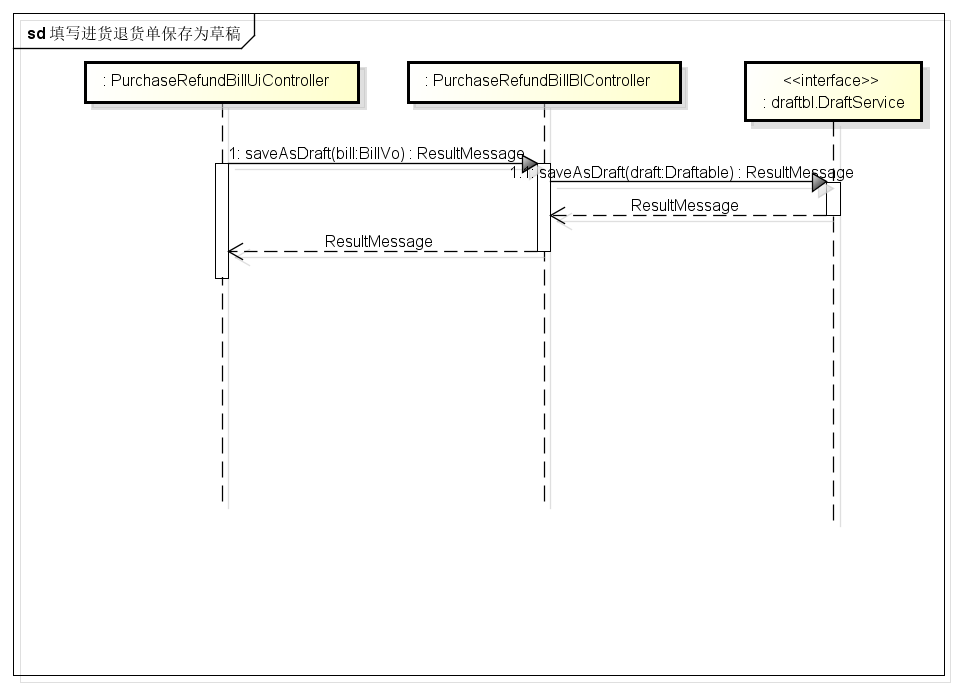 sd 填写进货退货单保存为草稿
: PurchaseRefundBillUiController
: PurchaseRefundBillBlController
<<interface>>
: draftbl.DraftService
1: saveAsDraft(bill:BillVo) : ResultMessage
1.1: saveAsDraft(draft:Draftable) : ResultMessage
ResultMessage
ResultMessage